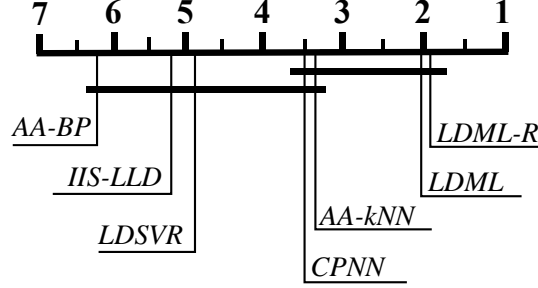 7 6 5 4 3 2 1
AA-BP
LDML-R
IIS-LLD
LDML
AA-kNN
LDSVR
CPNN